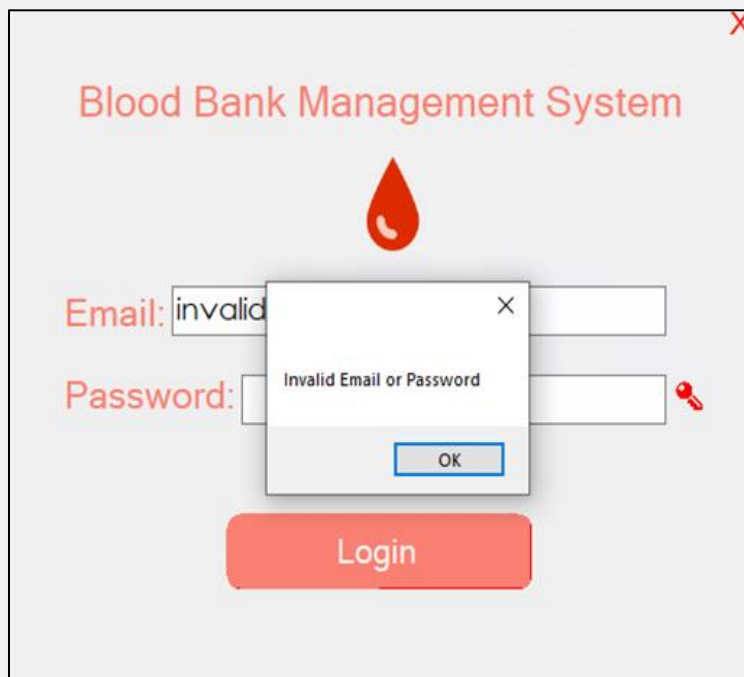 X
Blood Bank Management System
Email: invalid
Invalid Email or Password
Password:
OK
Login